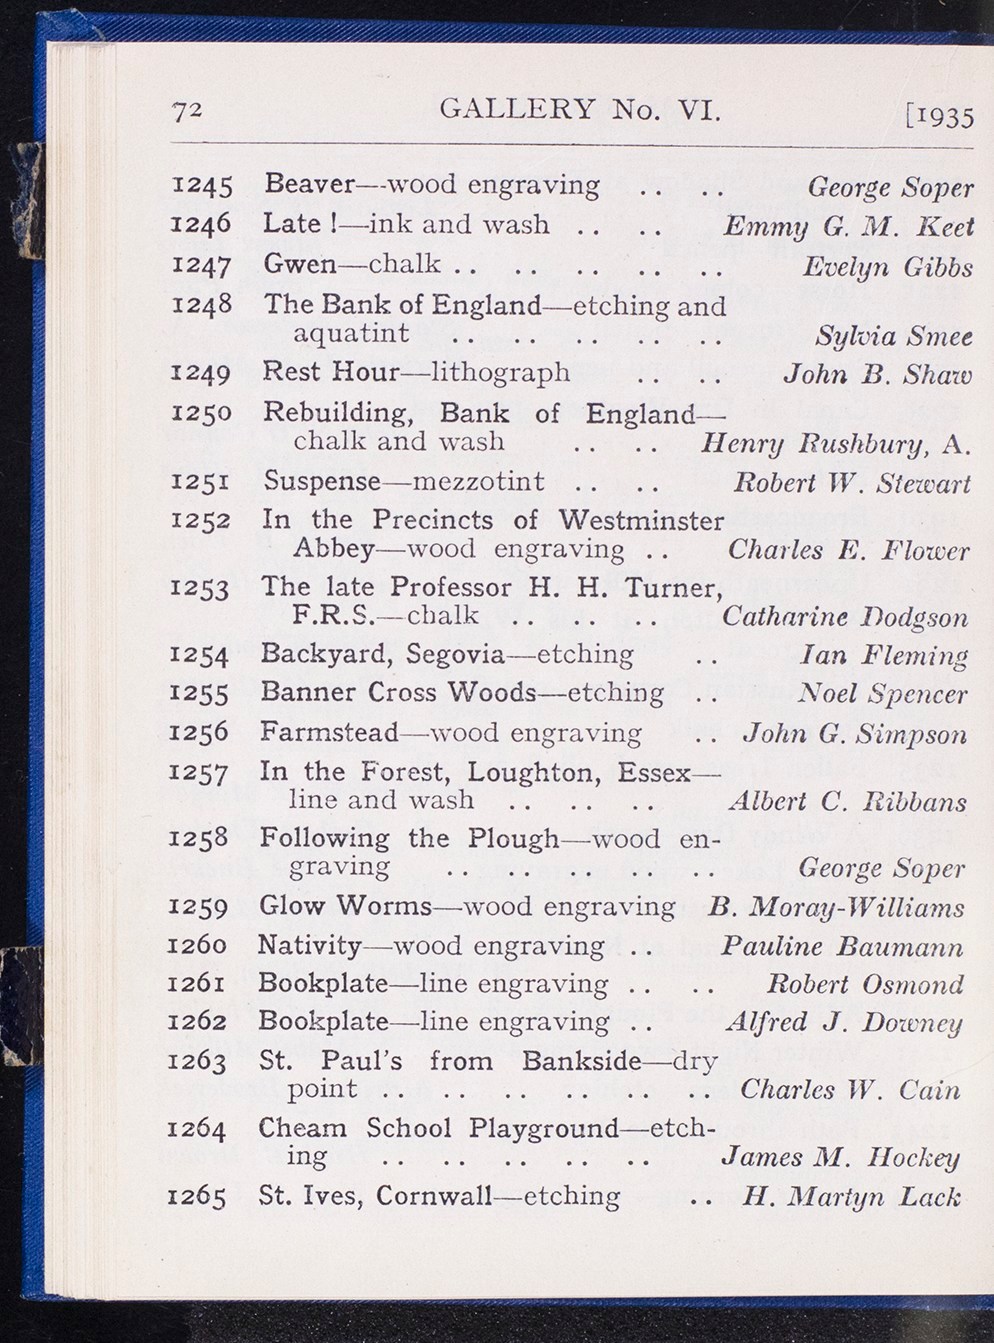 72 GALLERY No. VI. [1935
1245 Beaver—wood engraving .. .. George Soper
1246 Late !—ink and wash .. .. Emmy G. M. Keet
1247 Gwen—chalk .. .. .. .. .. Evelyn Gibbs
1248 The Bank of England—etching and
aquatint .. .. .. .. .. Sylvia Smee
1249 Rest Hour—lithograph .. .. John B. Shaw
1250 Rebuilding, Bank of England—
chalk and wash .. .. Henry Rushbury, A.
1251 Suspense—mezzotint .. .. Robert W. Stewart
1252 In the Precincts of Westminster
Abbey—wood engraving .. Charles E. Flower
1253 The late Professor H. H. Turner,
F.R.S.—chalk .. .. .. Catharine Dodgson
1254 Backyard, Segovia—etching .. Ian Fleming
1255 Banner Cross Woods—etching .. Noel Spencer
1256 Farmstead—wood engraving .. John G. Simpson
1257 In the Forest, Loughton, Essex—
line and wash .. .. .. Albert C. Ribbans
1258 Following the Plough—wood en-
graving .. .. .. .. .. George Soper
1259 Glow Worms—wood engraving B. Moray-Williams
1260 Nativity—wood engraving .. Pauline Baumann
1261 Bookplate—line engraving .. .. Robert Osmond
1262 Bookplate—line engraving .. Alfred J. Downey
1263 St. Paul's from Bankside—dry
point .. .. .. .. .. .. Charles W. Cain
1264 Cheam School Playground—etch-
ing .. .. .. .. .. James M. Hockey
1265 St. Ives, Cornwall—etching .. H. Martyn Lack